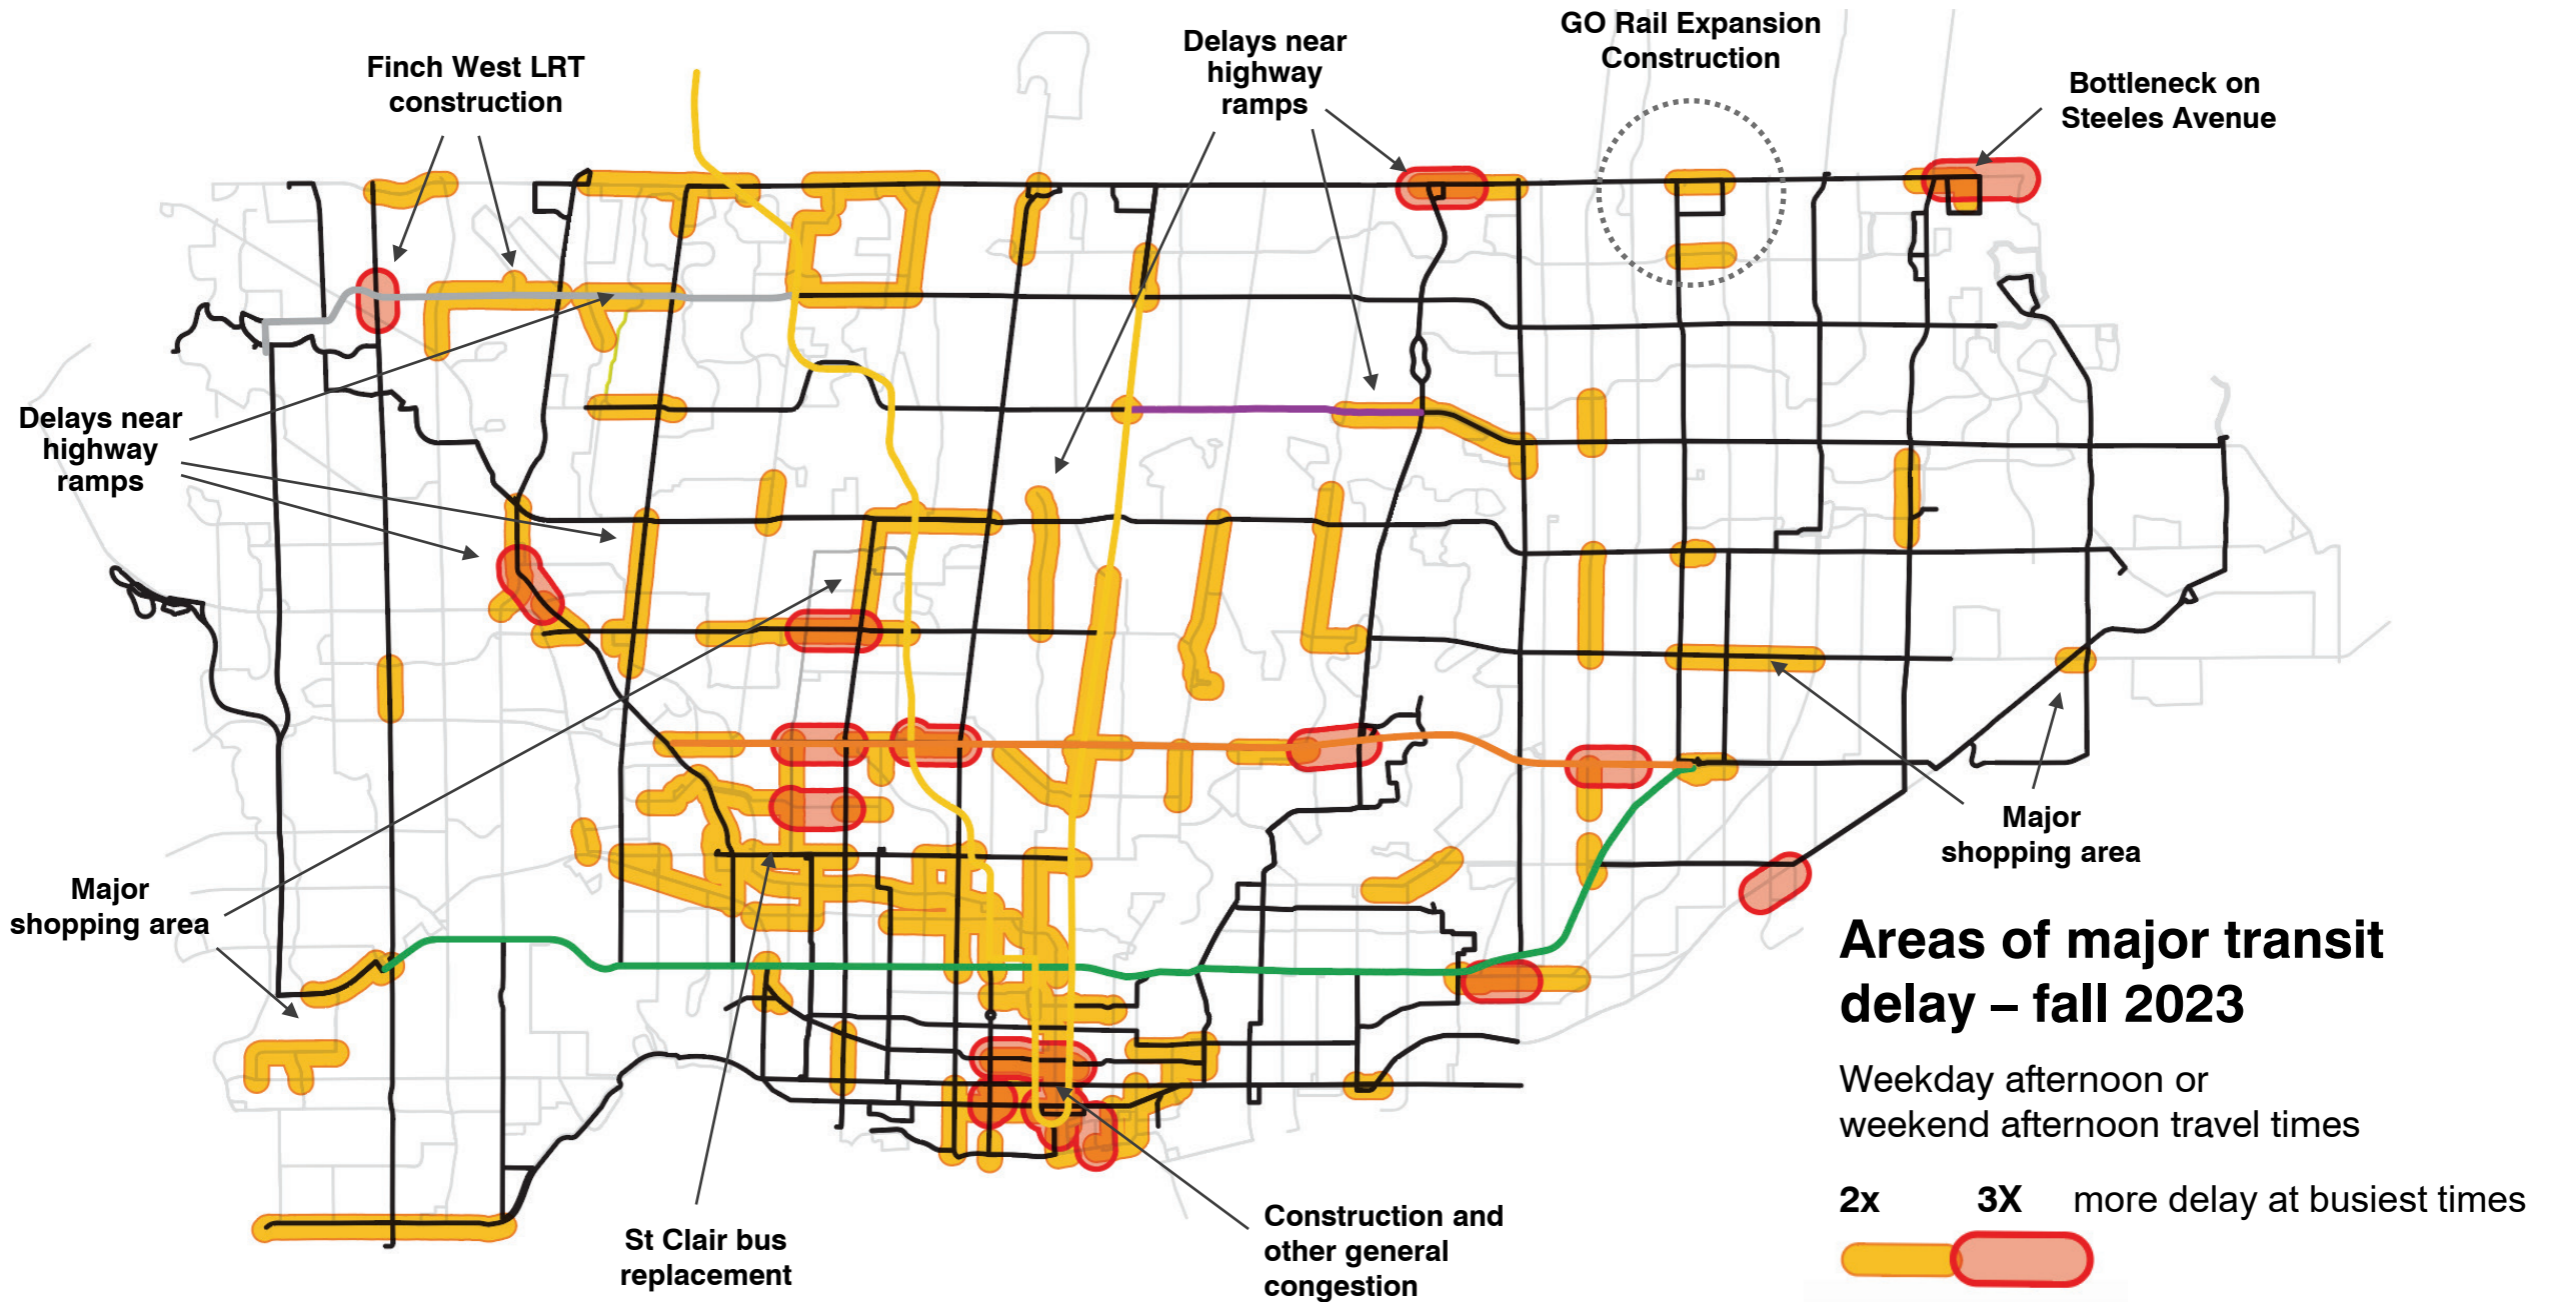 Finch West LRT
construction
Delays near
highway
ramps
GO Rail Expansion
Construction
Bottleneck on
Steeles Avenue
Delays near
highway
ramps
Major
shopping area
Major
shopping area
St Clair bus
replacement
Construction and
other general
congestion
Areas of major transit
delay – fall 2023
Weekday afternoon or
weekend afternoon travel times
2x 3X more delay at busiest times